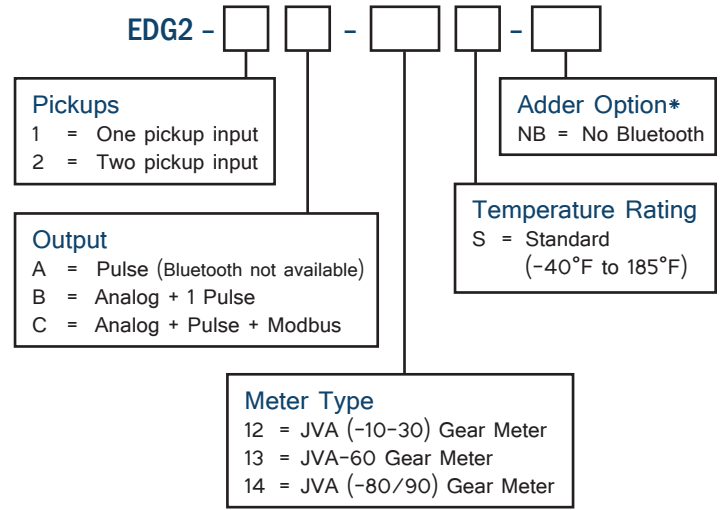 EDG2 – –  –
Pickups
1 = One pickup input
2 = Two pickup input
Adder Option*
NB = No Bluetooth
Output
A = Pulse (Bluetooth not available)
B = Analog + 1 Pulse
C = Analog + Pulse + Modbus
Temperature Rating
S = Standard
(-40°F to 185°F)
Meter Type
12 = JVA (-10-30) Gear Meter
13 = JVA-60 Gear Meter
14 = JVA (-80/90) Gear Meter